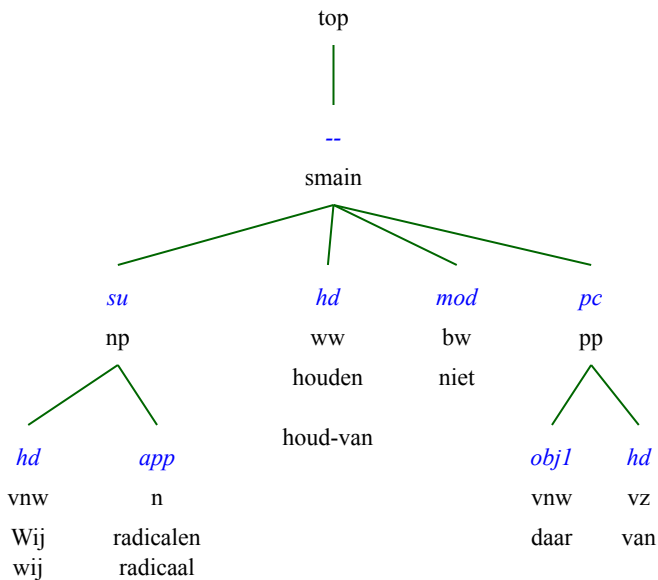 top
--
smain
su hd mod pc
np ww bw pp
houden niet
houd-van
hd app obj1 hd
vnw n vnw vz
Wij radicalen daar van
wij radicaal